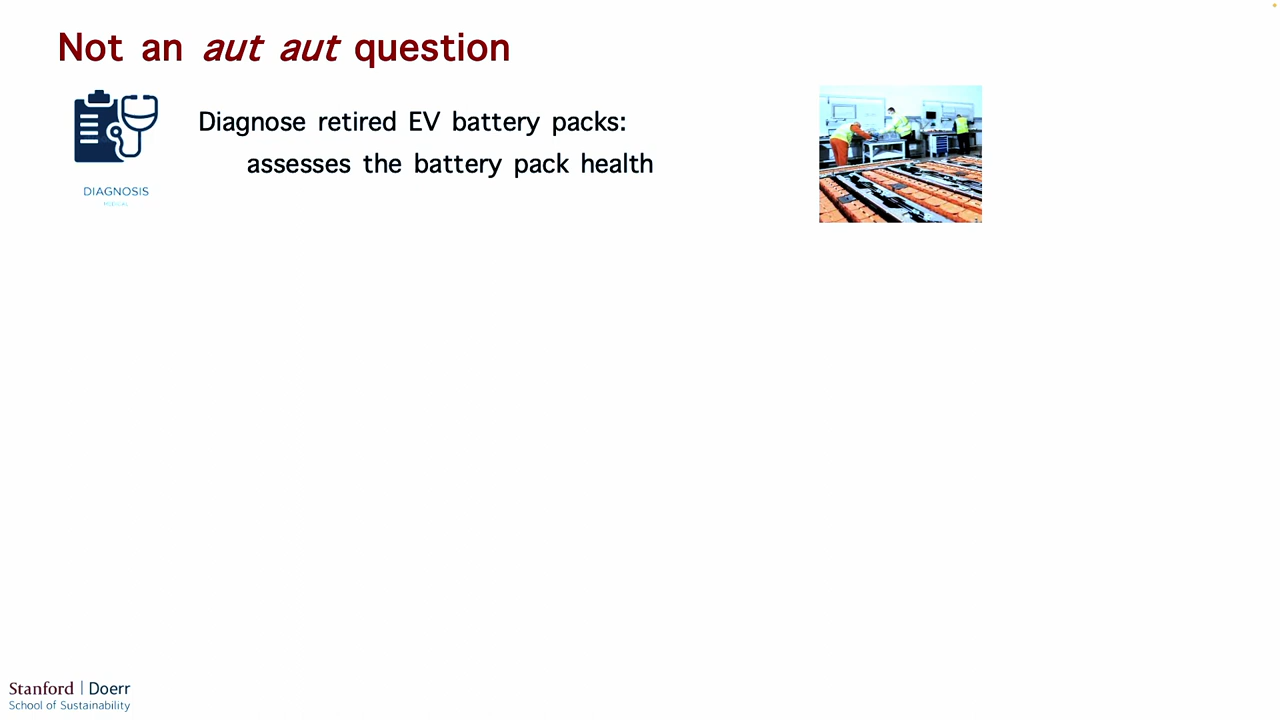 Not an aut aut question
Diagnose retired EV battery packs:
assesses the battery pack health
DIAGNOSIS
MEDICAL
Stanford | Doerr
School of Sustainability